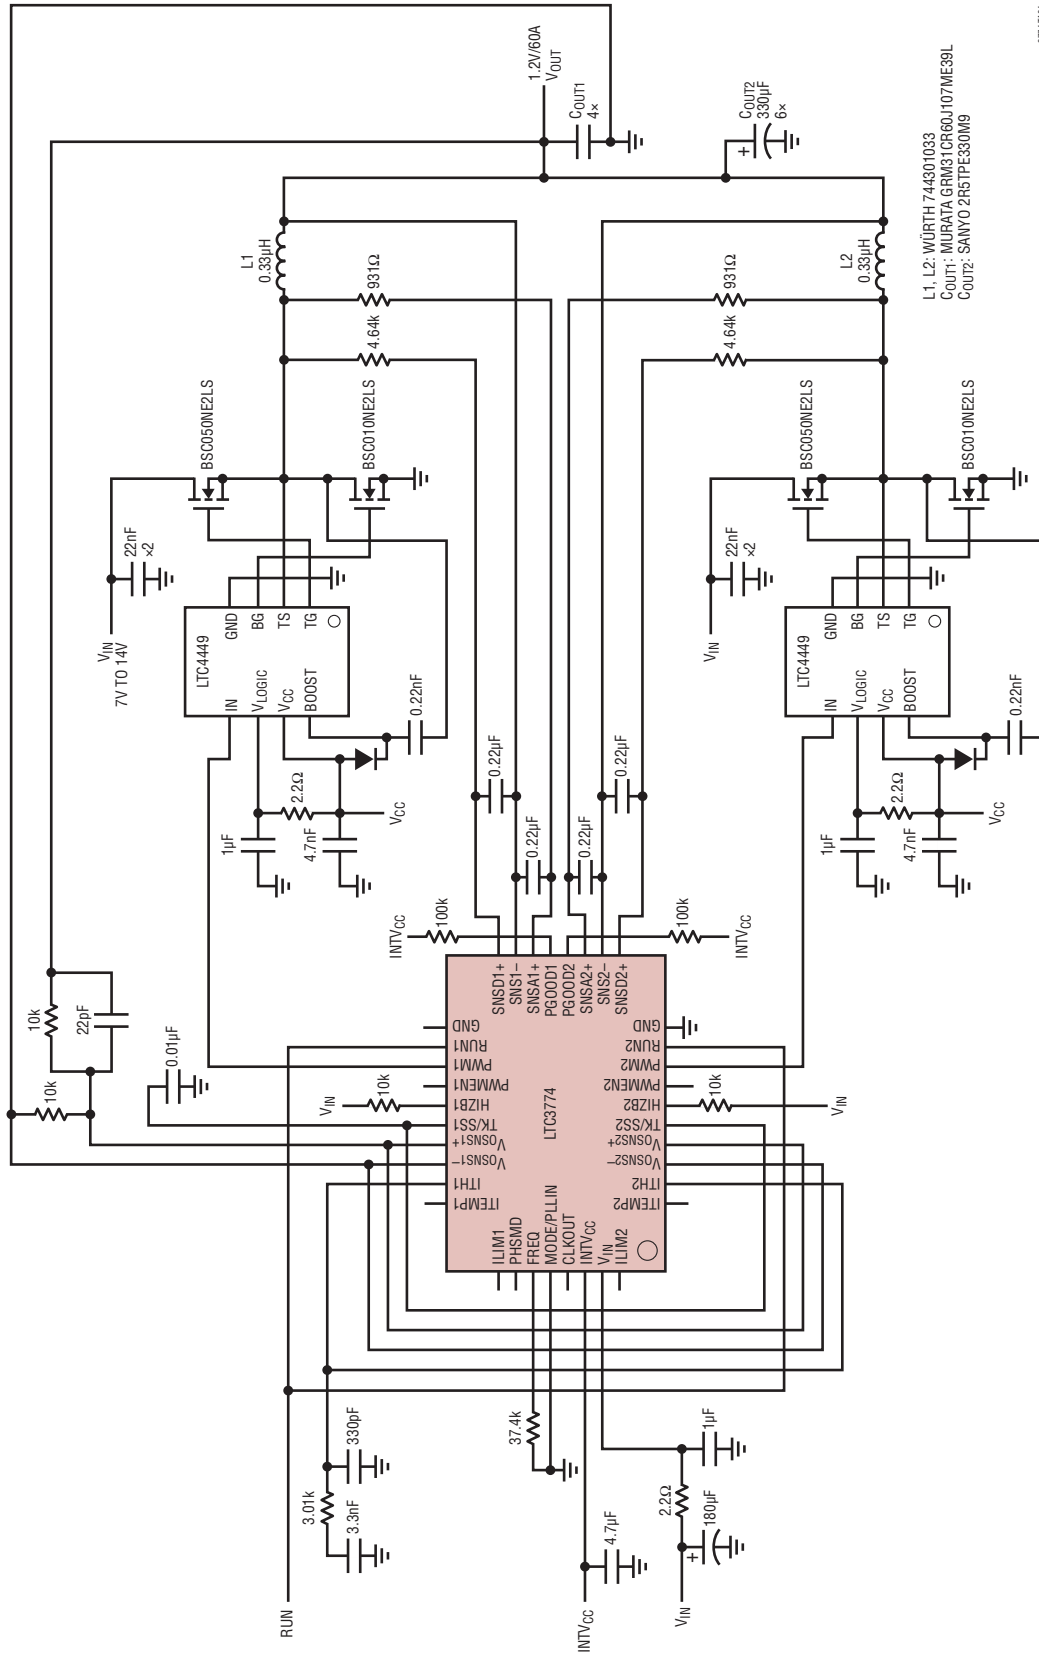 1.2V/60A
VOUT
COUT1
4×
COUT2
330µF
6×
L1, L2: WÜRTH 744301033
COUT1: MURATA GRM31CR60J107ME39L
COUT2: SANYO 2R5TPE330M9
L1
0.33µH
931Ω
4.64k
L2
0.33µH
931Ω
4.64k
BSC050NE2LS
BSC010NE2LS
BSC050NE2LS
BSC010NE2LS
22nF
×2
22nF
×2
VIN
7V TO 14V
VIN
LTC4449
GND
BG
TS
TG
IN
VLOGIC
VCC
BOOST
LTC4449
GND
BG
TS
TG
IN
VLOGIC
VCC
BOOST
0.22nF
0.22nF
2.2Ω
1µF
4.7nF
VCC
2.2Ω
1µF
4.7nF
VCC
0.22µF
0.22µF
0.22µF
0.22µF
INTVCC
100k
100k
INTVCC
10k
22pF
10k
0.01µF
VIN
10k
10k
VIN
SNSD1+
SNS1–
SNSA1+
PGOOD1
PGOOD2
SNSA2+
SNS2–
SNSD2+
GND
RUN1
PWM1
PWMEN1
HIZB1
TK/SS1
VOSNS1+
VOSNS1–
ITH1
ITEMP1
LTC3774
GND
RUN2
PWM2
PWMEN2
HIZB2
TK/SS2
VOSNS2+
VOSNS2–
ITH2
ITEMP2
ILIM1
PHSMD
FREQ
MODE/PLLIN
CLKOUT
INTVCC
VIN
ILIM2
37.4k
330pF
3.01k
3.3nF
1µF
2.2Ω
180µF
4.7µF
RUN
INTVCC
VIN